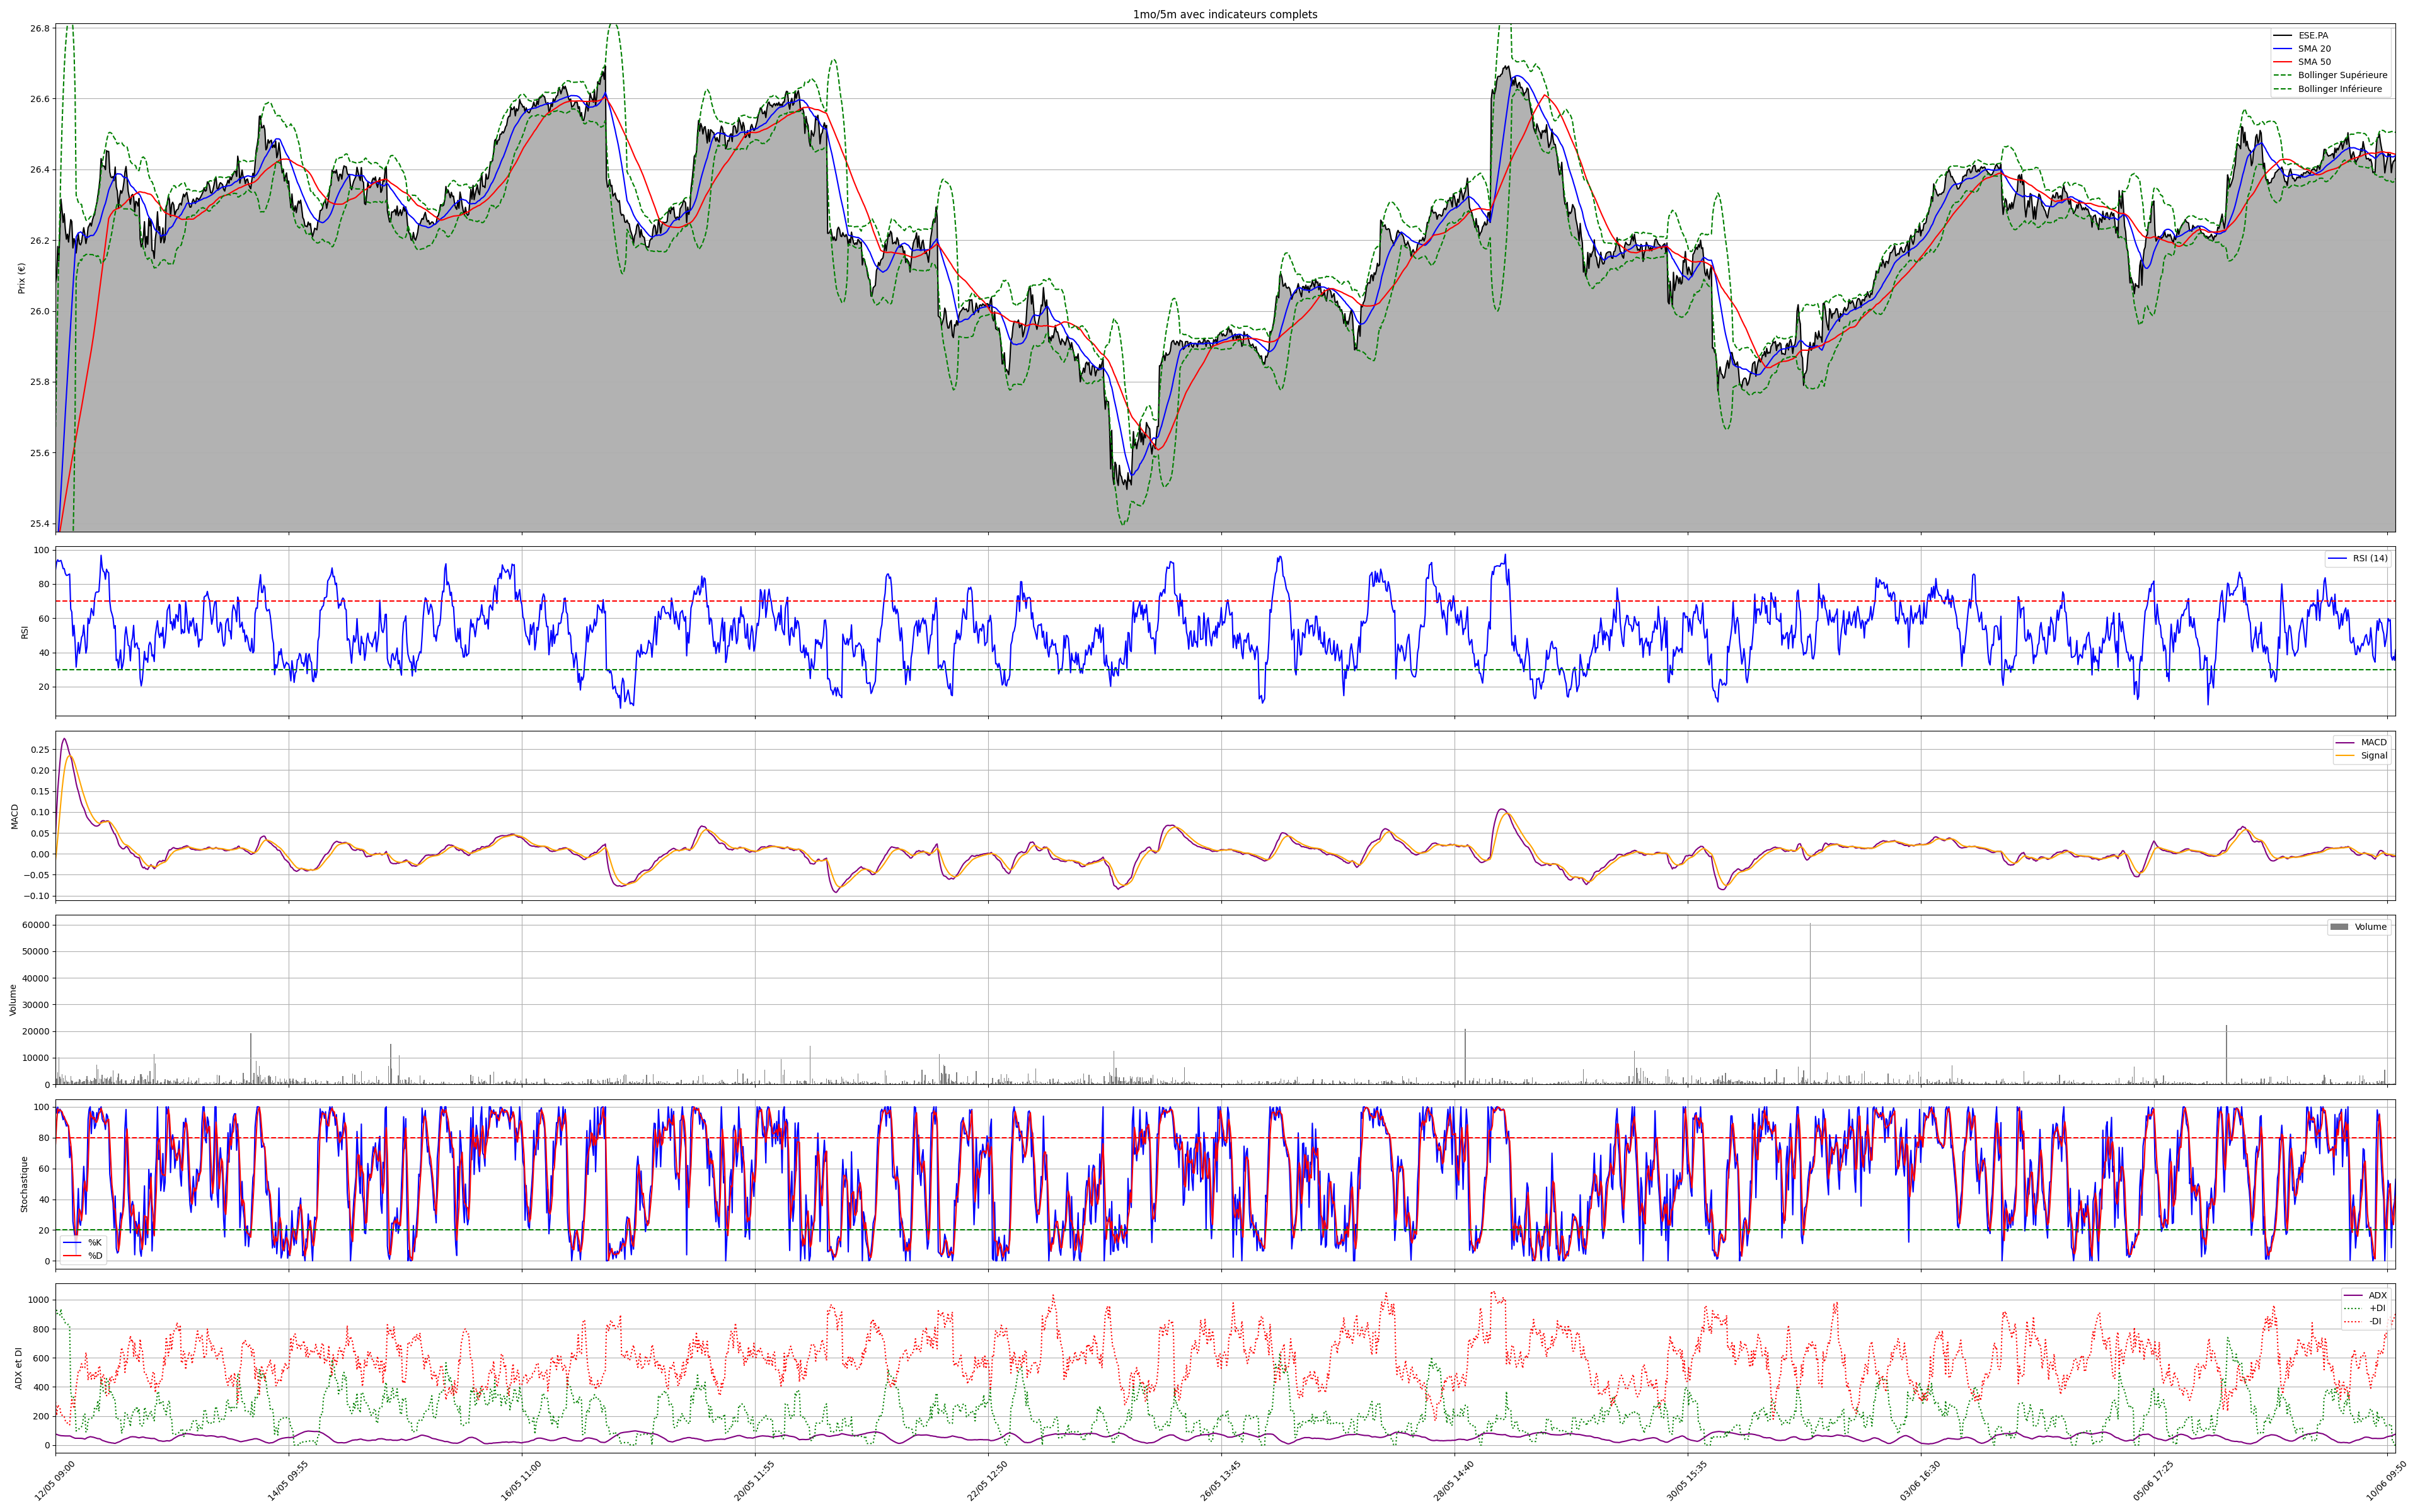 1mo/5m avec indicateurs complets
26.8
26.6
26.4
26.2
26.0
25.8
25.6
25.4
Prix (€)
ESE.PA
SMA 20
SMA 50
Bollinger Supérieure
Bollinger Inférieure
100
80
60
40
20
RSI
RSI (14)
0.25
0.20
0.15
0.10
0.05
0.00
−0.05
−0.10
MACD
MACD
Signal
60000
50000
40000
30000
20000
10000
0
Volume
Volume
100
80
60
40
20
0
Stochastique
%K
%D
1000
800
600
400
200
0
ADX et DI
ADX
+DI
-DI
12/05 09:00
14/05 09:55
16/05 11:00
20/05 11:55
22/05 12:50
26/05 13:45
28/05 14:40
30/05 15:35
03/06 16:30
05/06 17:25
10/06 09:50